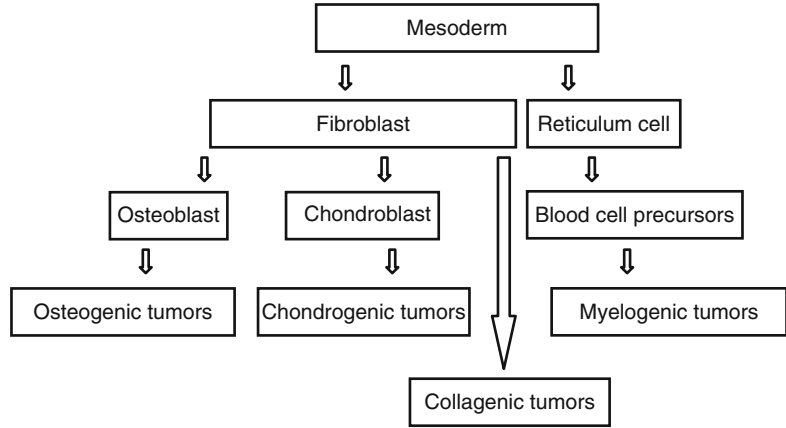 Mesoderm
Fibroblast
Reticulum cell
Osteoblast
Chondroblast
Blood cell precursors
Osteogenic tumors
Chondrogenic tumors
Myelogenic tumors
Collagenic tumors